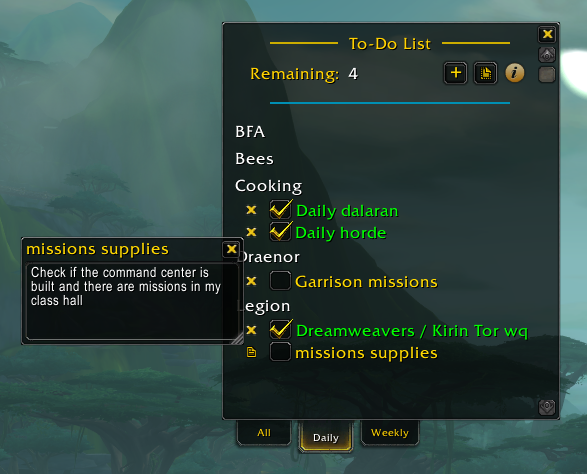 To-Do List
Remaining: 4
BFA
Bees
Cooking
Daily dalaran
Daily horde
Draenor
Garrison missions
Legion
Dreamweavers / Kirin Tor wq
missions supplies
missions supplies
Check if the command center is
built and there are missions in my
class hall
All
Daily
Weekly